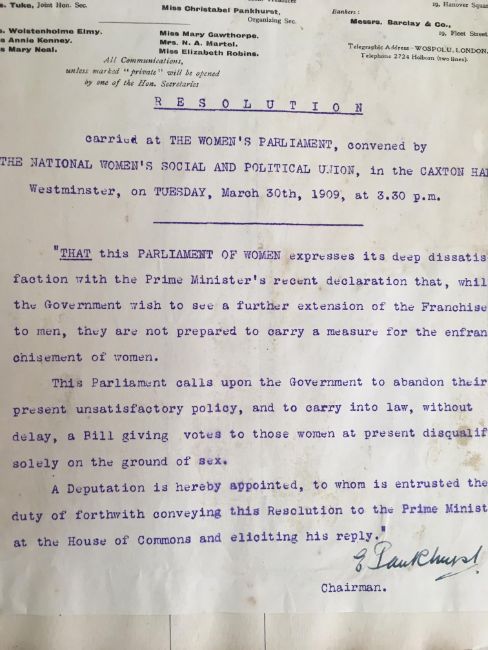 s. Tuke, Joint Hon. Sec.
Miss Christabel Pankhurst,
Organizing Sec.
Bankers:
Messrs. Barclay & Co.,
19, Fleet Street
Telegraphic Address—WOSPOLU, LONDON.
Telephone 2724 Holborn (two lines).
s. Wolstenholme Elmy.
s Annie Kenney.
s Mary Neal.
Miss Mary Gawthorpe.
Mrs. N. A. Martel.
Miss Elizabeth Robins.
All Communications,
unless marked "private" will be opened
by one of the Hon. Secretaries
RESOLUTION
carried at THE WOMEN'S PARLIAMENT, convened by
THE NATIONAL WOMEN'S SOCIAL AND POLITICAL UNION, in the CAXTON HA
Westminster, on TUESDAY, March 30th, 1909, at 3.30 p.m.
"THAT this PARLIAMENT OF WOMEN expresses its deep dissatis
faction with the Prime Minister's recent declaration that, whil
the Government wish to see a further extension of the Franchise
to men, they are not prepared to carry a measure for the enfran
chisement of women.
This Parliament calls upon the Government to abandon their
present unsatisfactory policy, and to carry into law, without
delay, a Bill giving votes to those women at present disqualif
solely on the ground of sex.
A Deputation is hereby appointed, to whom is entrusted the
duty of forthwith conveying this Resolution to the Prime Minist
at the House of Commons and eliciting his reply."
E Pankhurst
Chairman.